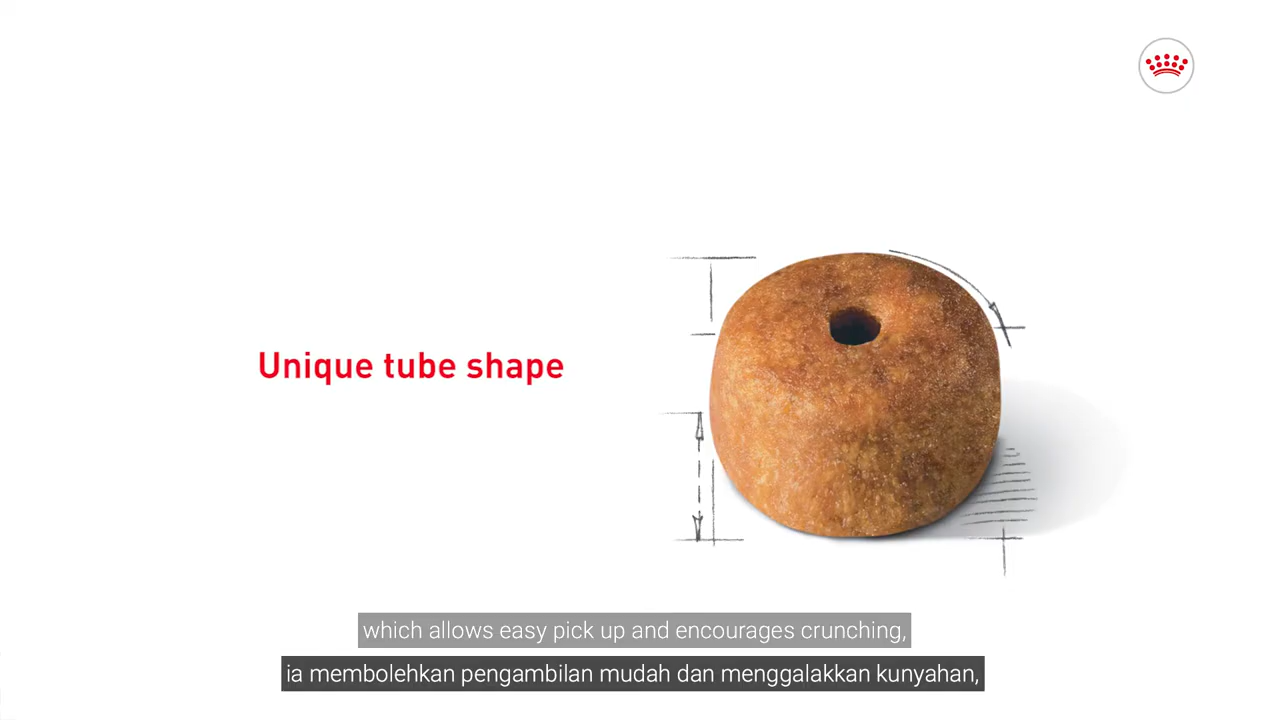 Unique tube shape
which allows easy pick up and encourages crunching,
ia membolehkan pengambilan mudah dan menggalakkan kunyahan,